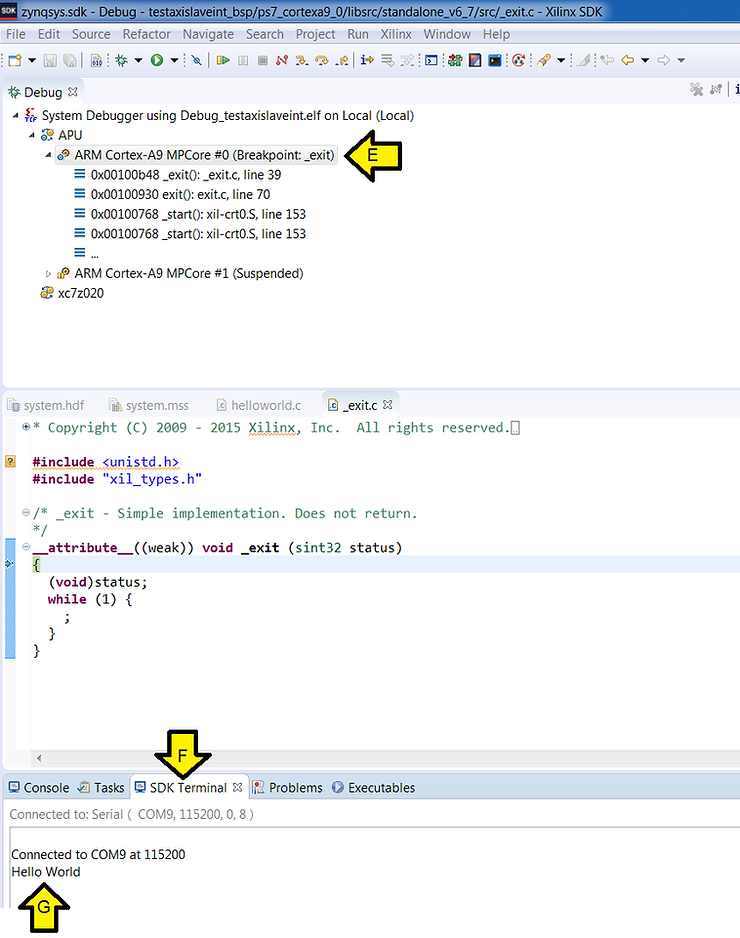 SDK zynqsys.sdk - Debug - testaxislaveint_bsp/ps7_cortexa9_0/libsrc/standalone_v6_7/src/_exit.c - Xilinx SDK
File Edit Source Refactor Navigate Search Project Run Xilinx Window Help
Debug
System Debugger using Debug_testaxislaveint.elf on Local (Local)
APU
ARM Cortex-A9 MPCore #0 (Breakpoint: _exit)
E
0x00100b48 _exit(): _exit.c, line 39
0x00100930 exit(): exit.c, line 70
0x00100768 _start(): xil-crt0.S, line 153
0x00100768 _start(): xil-crt0.S, line 153
...
ARM Cortex-A9 MPCore #1 (Suspended)
xc7z020
system.hdf system.mss helloworld.c _exit.c
* Copyright (C) 2009 - 2015 Xilinx, Inc.  All rights reserved.
#include <unistd.h>
#include "xil_types.h"
/* _exit - Simple implementation. Does not return.
*/
__attribute__((weak)) void _exit (sint32 status)
{
(void)status;
while (1) {
;
}
}
F
Console Tasks SDK Terminal Problems Executables
Connected to: Serial ( COM9, 115200, 0, 8 )
Connected to COM9 at 115200
Hello World
G